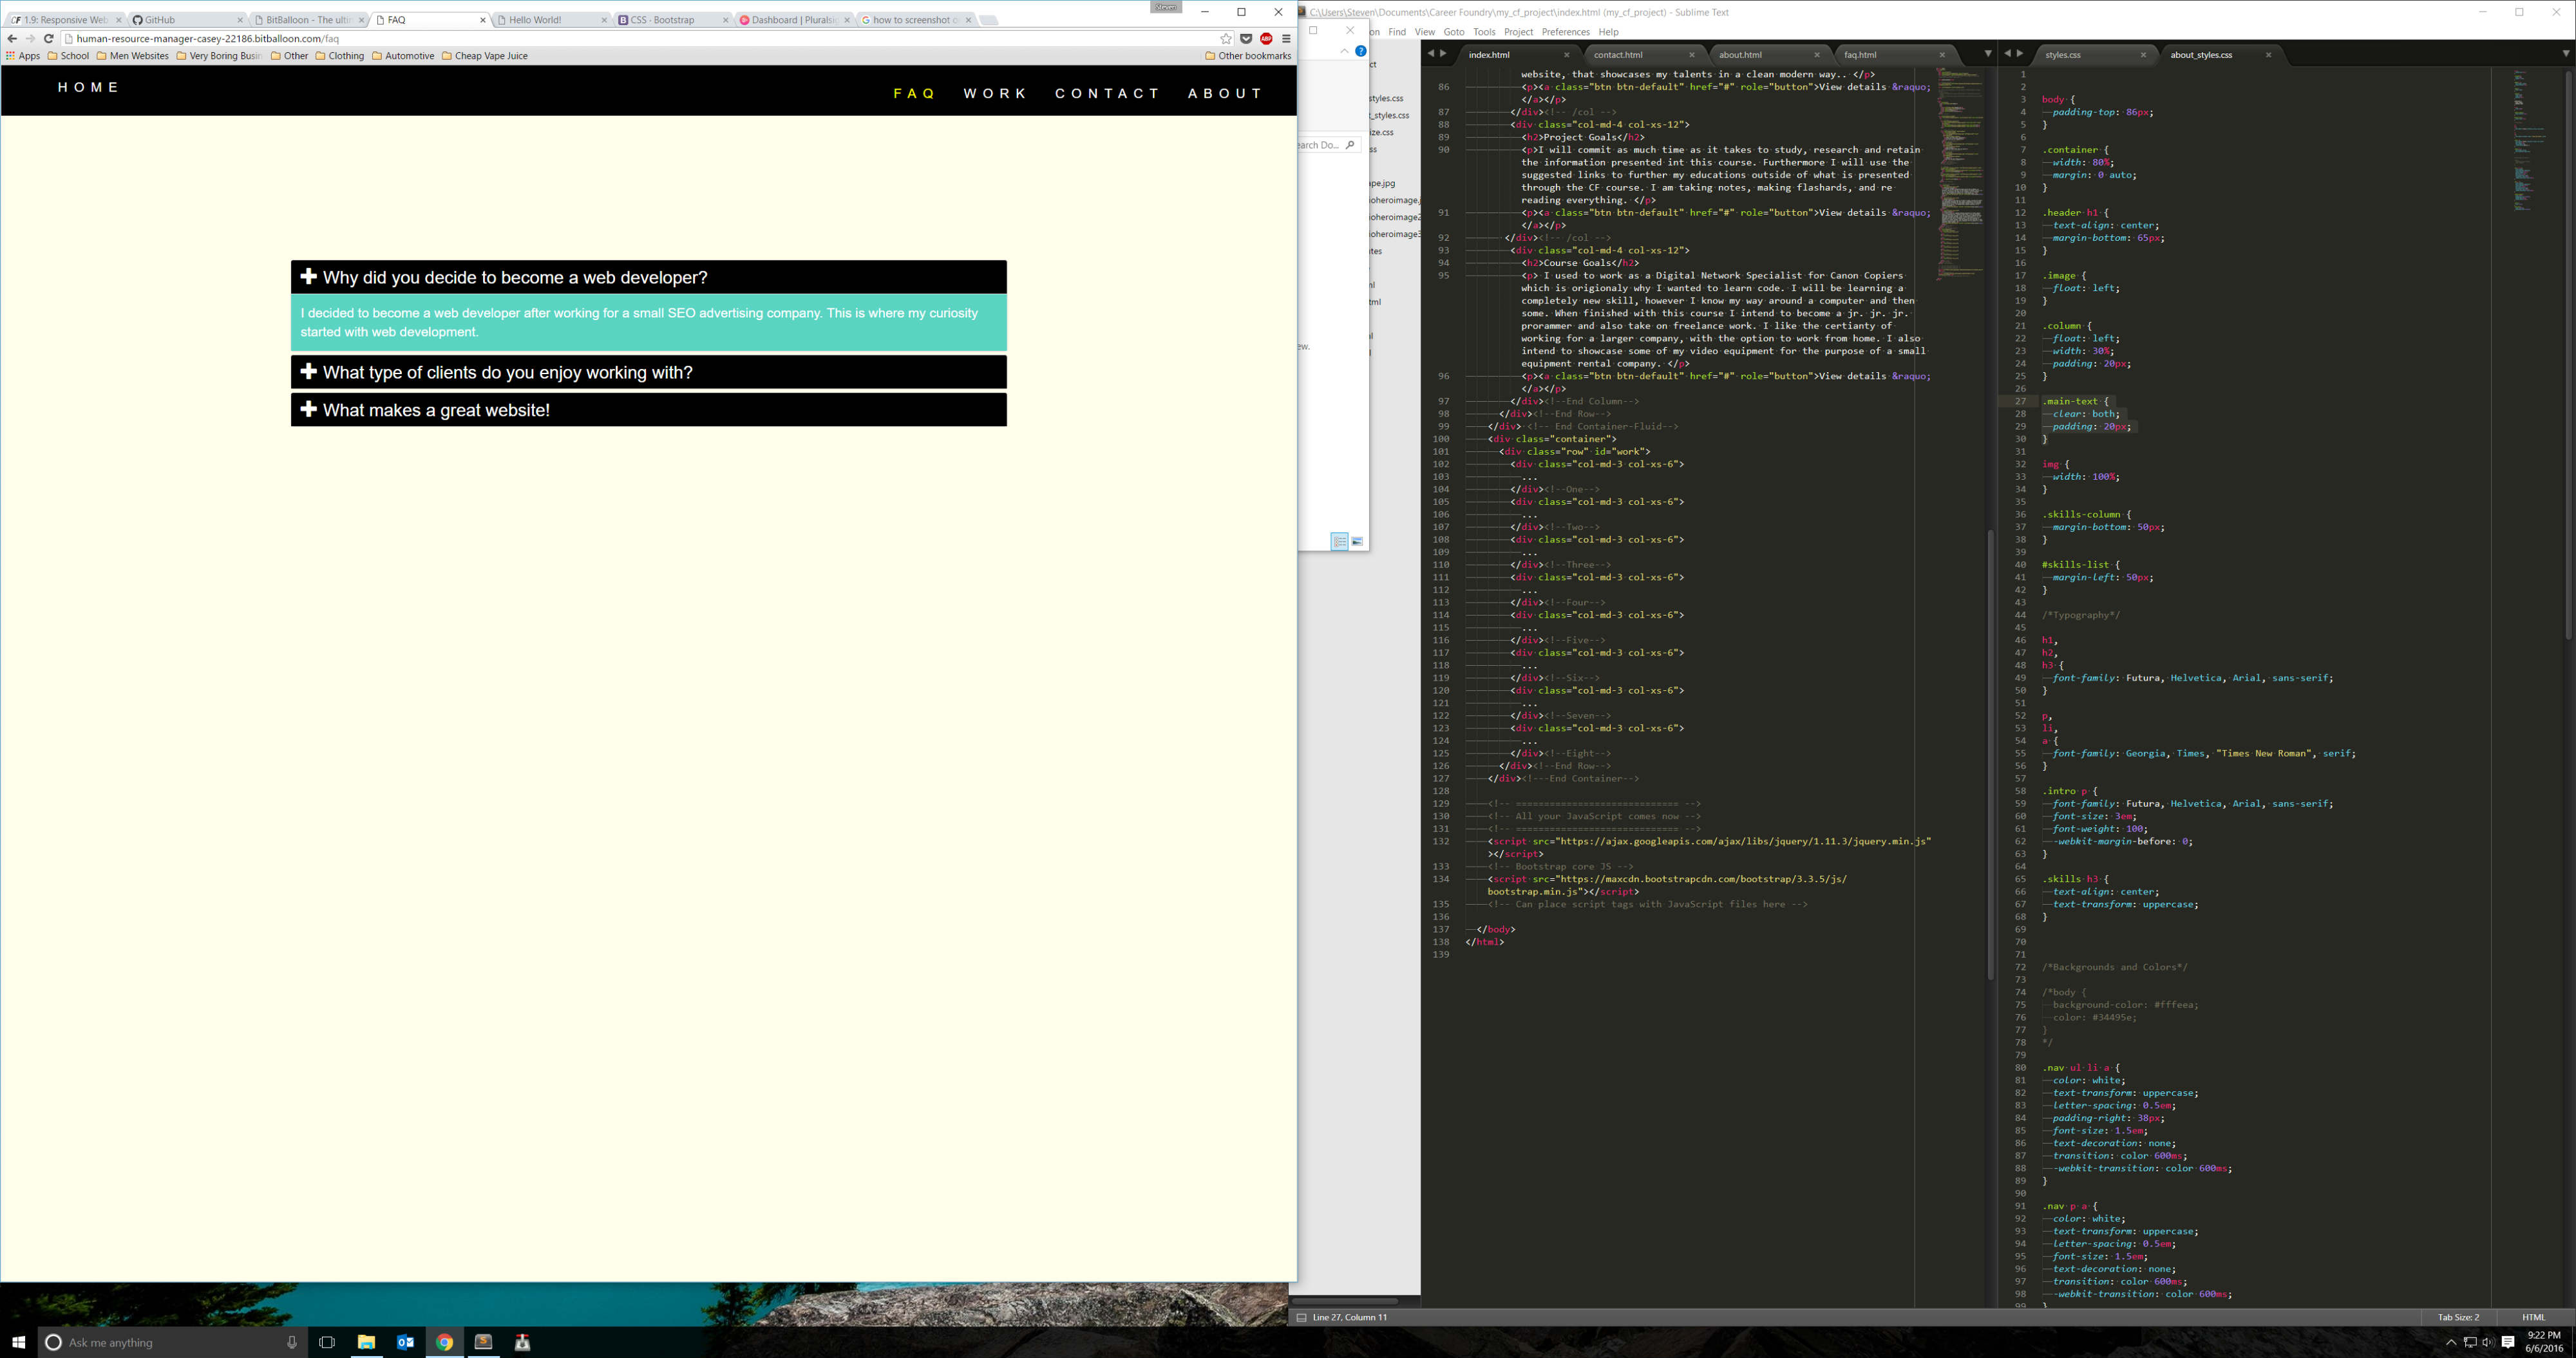 Steven
1.9: Responsive Web
GitHub
BitBalloon - The ultim
FAQ
Hello World!
CSS · Bootstrap
Dashboard | Pluralsig
how to screenshot o
human-resource-manager-casey-22186.bitballoon.com/faq
Apps School Men Websites Very Boring Busin Other Clothing Automotive Cheap Vape Juice Other bookmarks
HOME
FAQ WORK CONTACT ABOUT
Why did you decide to become a web developer?
I decided to become a web developer after working for a small SEO advertising company. This is where my curiosity
started with web development.
What type of clients do you enjoy working with?
What makes a great website!
C:\Users\Steven\Documents\Career Foundry\my_cf_project\index.html (my_cf_project) - Sublime Text
on Find View Goto Tools Project Preferences Help
earch Do...
ew.
ct
styles.css
t_styles.css
ize.css
ss
ape.jpg
oheroimage.j
oheroimage2
oheroimage3
tes
nl
tml
index.html contact.html about.html faq.html
website, that showcases my talents in a clean modern way.. </p>
86 <p><a class="btn btn-default" href="#" role="button">View details &raquo;
</a></p>
87 </div><!-- /col -->
88 <div class="col-md-4 col-xs-12">
89 <h2>Project Goals</h2>
90 <p>I will commit as much time as it takes to study, research and retain
the information presented int this course. Furthermore I will use the
suggested links to further my educations outside of what is presented
through the CF course. I am taking notes, making flashards, and re
reading everything. </p>
91 <p><a class="btn btn-default" href="#" role="button">View details &raquo;
</a></p>
92 </div><!-- /col -->
93 <div class="col-md-4 col-xs-12">
94 <h2>Course Goals</h2>
95 <p> I used to work as a Digital Network Specialist for Canon Copiers
which is origionaly why I wanted to learn code. I will be learning a
completely new skill, however I know my way around a computer and then
some. When finished with this course I intend to become a jr. jr. jr.
prorammer and also take on freelance work. I like the certianty of
working for a larger company, with the option to work from home. I also
intend to showcase some of my video equipment for the purpose of a small
equipment rental company. </p>
96 <p><a class="btn btn-default" href="#" role="button">View details &raquo;
</a></p>
97 </div><!--End Column-->
98 </div><!--End Row-->
99 </div> <!-- End Container-Fluid-->
100 <div class="container">
101 <div class="row" id="work">
102 <div class="col-md-3 col-xs-6">
103 ...
104 </div><!--One-->
105 <div class="col-md-3 col-xs-6">
106 ...
107 </div><!--Two-->
108 <div class="col-md-3 col-xs-6">
109 ...
110 </div><!--Three-->
111 <div class="col-md-3 col-xs-6">
112 ...
113 </div><!--Four-->
114 <div class="col-md-3 col-xs-6">
115 ...
116 </div><!--Five-->
117 <div class="col-md-3 col-xs-6">
118 ...
119 </div><!--Six-->
120 <div class="col-md-3 col-xs-6">
121 ...
122 </div><!--Seven-->
123 <div class="col-md-3 col-xs-6">
124 ...
125 </div><!--Eight-->
126 </div><!--End Row-->
127 </div><!---End Container-->
128
129 <!-- ============================= -->
130 <!-- All your JavaScript comes now -->
131 <!-- ============================= -->
132 <script src="https://ajax.googleapis.com/ajax/libs/jquery/1.11.3/jquery.min.js"
></script>
133 <!-- Bootstrap core JS -->
134 <script src="https://maxcdn.bootstrapcdn.com/bootstrap/3.3.5/js/
bootstrap.min.js"></script>
135 <!-- Can place script tags with JavaScript files here -->
136
137 </body>
138 </html>
139
styles.css about_styles.css
1
2
3 body {
4 padding-top: 86px;
5 }
6
7 .container {
8 width: 80%;
9 margin: 0 auto;
10 }
11
12 .header h1 {
13 text-align: center;
14 margin-bottom: 65px;
15 }
16
17 .image {
18 float: left;
19 }
20
21 .column {
22 float: left;
23 width: 30%;
24 padding: 20px;
25 }
26
27 .main-text {
28 clear: both;
29 padding: 20px;
30 }
31
32 img {
33 width: 100%;
34 }
35
36 .skills-column {
37 margin-bottom: 50px;
38 }
39
40 #skills-list {
41 margin-left: 50px;
42 }
43
44 /*Typography*/
45
46 h1,
47 h2,
48 h3 {
49 font-family: Futura, Helvetica, Arial, sans-serif;
50 }
51
52 p,
53 li,
54 a {
55 font-family: Georgia, Times, "Times New Roman", serif;
56 }
57
58 .intro p {
59 font-family: Futura, Helvetica, Arial, sans-serif;
60 font-size: 3em;
61 font-weight: 100;
62 -webkit-margin-before: 0;
63 }
64
65 .skills h3 {
66 text-align: center;
67 text-transform: uppercase;
68 }
69
70
71
72 /*Backgrounds and Colors*/
73
74 /*body {
75 background-color: #fffeea;
76 color: #34495e;
77 }
78 */
79
80 .nav ul li a {
81 color: white;
82 text-transform: uppercase;
83 letter-spacing: 0.5em;
84 padding-right: 38px;
85 font-size: 1.5em;
86 text-decoration: none;
87 transition: color 600ms;
88 -webkit-transition: color 600ms;
89 }
90
91 .nav p a {
92 color: white;
93 text-transform: uppercase;
94 letter-spacing: 0.5em;
95 font-size: 1.5em;
96 text-decoration: none;
97 transition: color 600ms;
98 -webkit-transition: color 600ms;
99 }
Line 27, Column 11
Tab Size: 2 HTML
Ask me anything
9:22 PM
6/6/2016